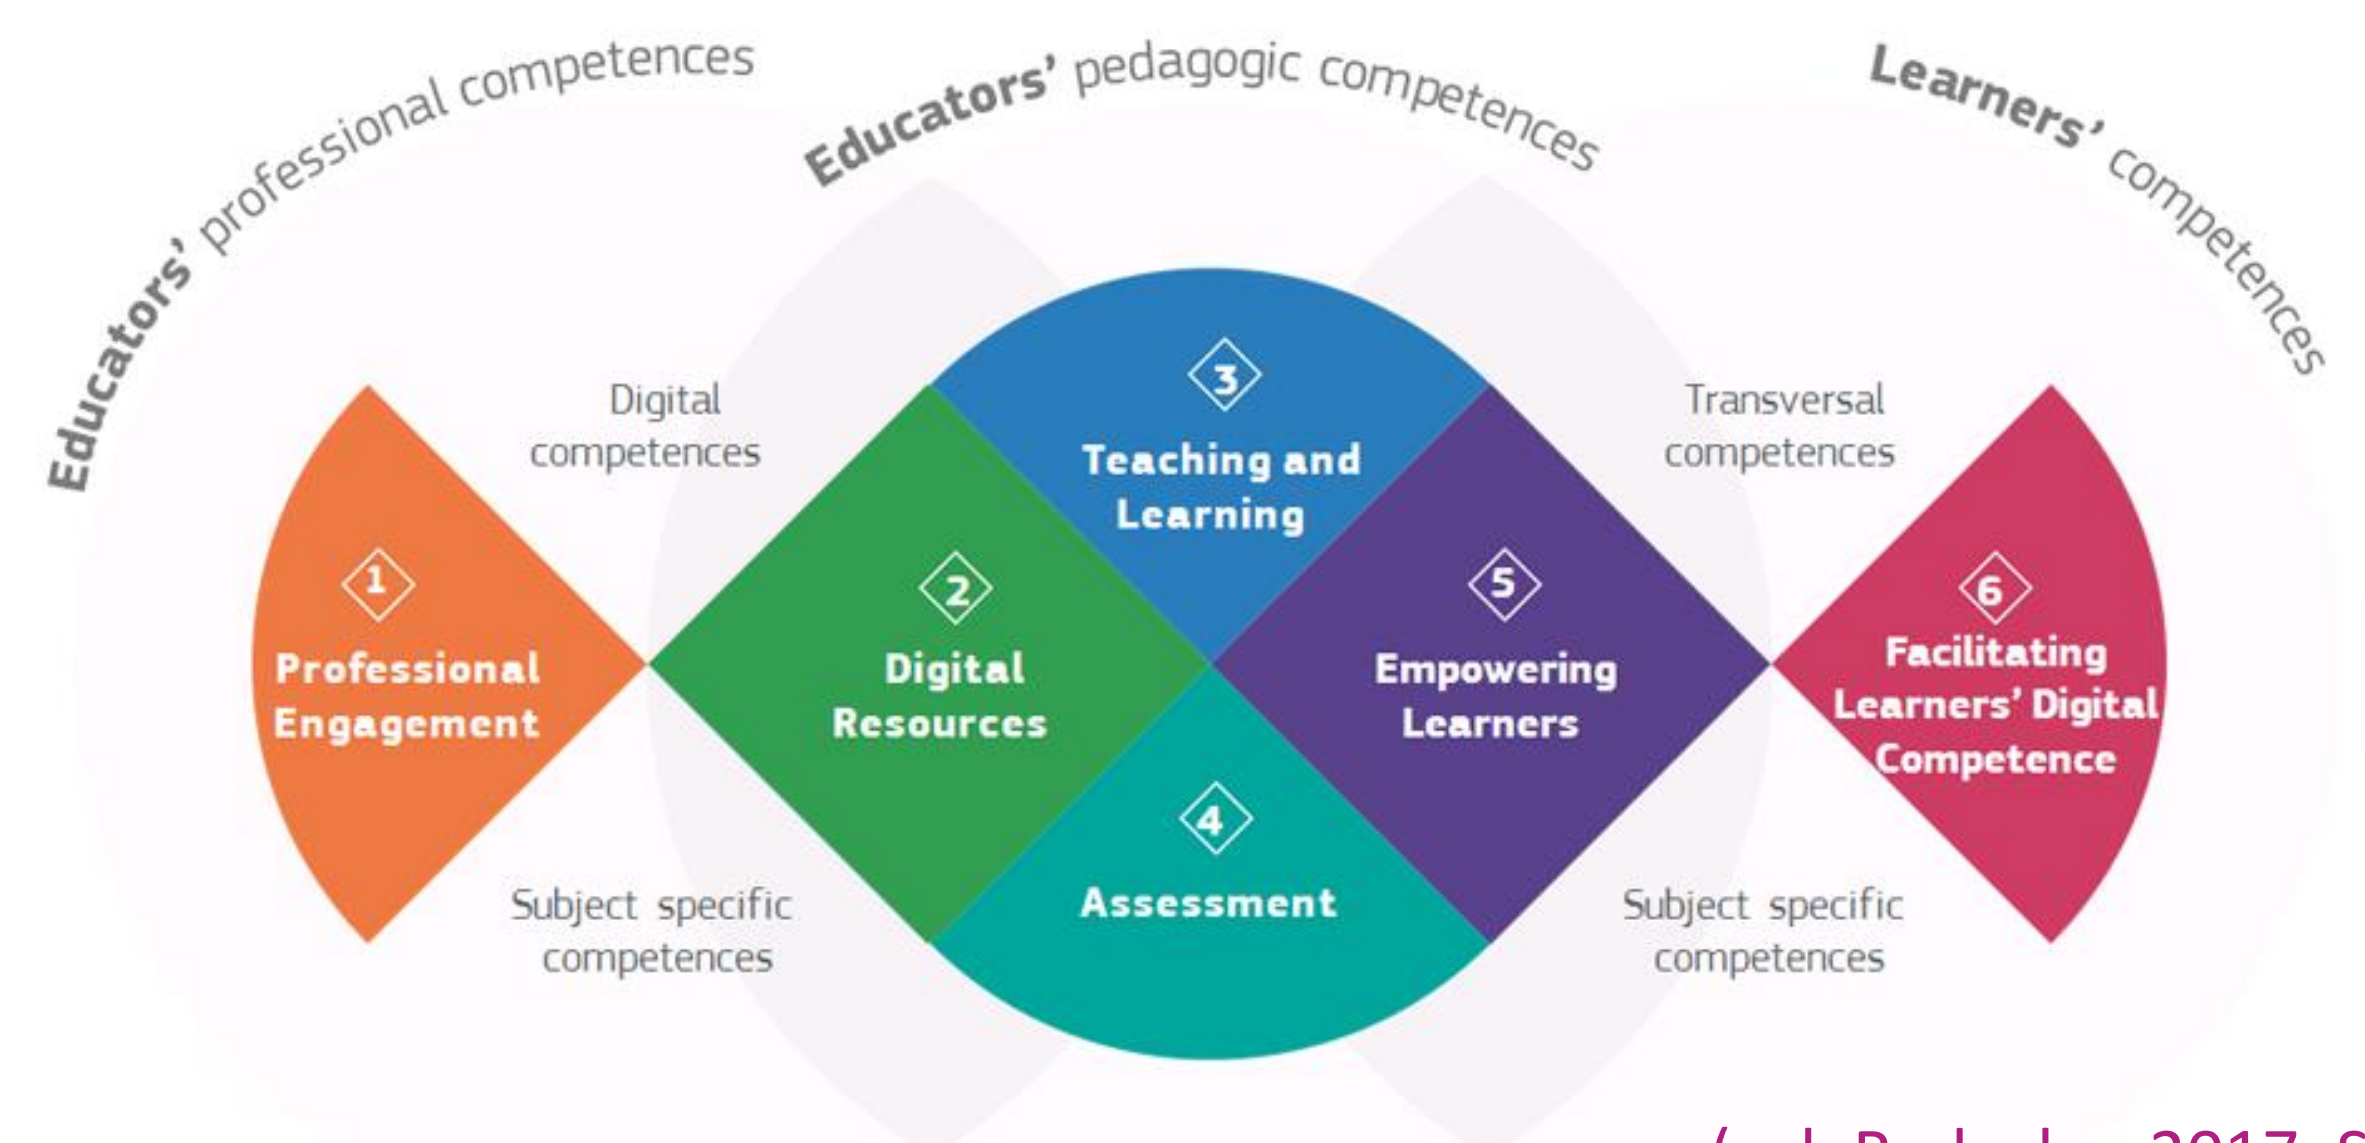 Educators’ professional competences
Educators’ pedagogic competences
Learners’ competences
Digital
competences
Transversal
competences
1
Professional
Engagement
2
Digital
Resources
3
Teaching and
Learning
4
Assessment
5
Empowering
Learners
6
Facilitating
Learners’ Digital
Competence
Subject specific
competences
Subject specific
competences
2017